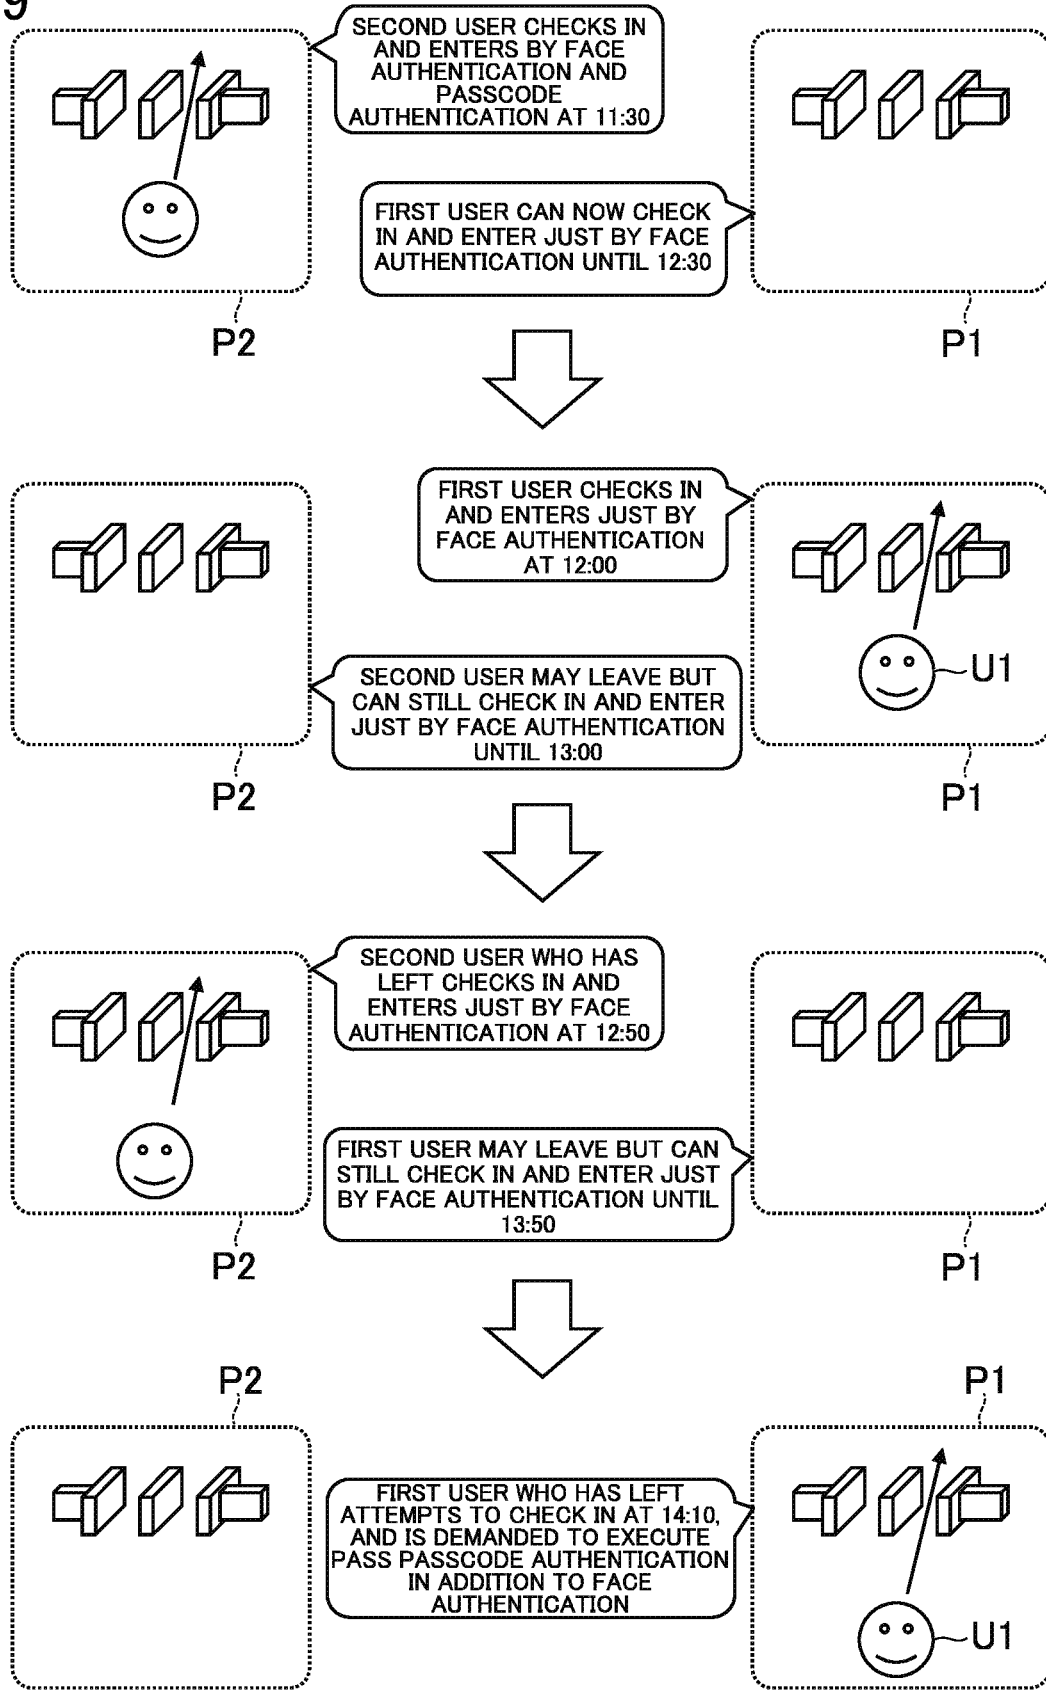 9
SECOND USER CHECKS IN
AND ENTERS BY FACE
AUTHENTICATION AND
PASSCODE
AUTHENTICATION AT 11:30
FIRST USER CAN NOW CHECK
IN AND ENTER JUST BY FACE
AUTHENTICATION UNTIL 12:30
P2
P1
FIRST USER CHECKS IN
AND ENTERS JUST BY
FACE AUTHENTICATION
AT 12:00
U1
SECOND USER MAY LEAVE BUT
CAN STILL CHECK IN AND ENTER
JUST BY FACE AUTHENTICATION
UNTIL 13:00
P2
P1
SECOND USER WHO HAS
LEFT CHECKS IN AND
ENTERS JUST BY FACE
AUTHENTICATION AT 12:50
FIRST USER MAY LEAVE BUT CAN
STILL CHECK IN AND ENTER JUST
BY FACE AUTHENTICATION UNTIL
13:50
P2
P1
P2
P1
FIRST USER WHO HAS LEFT
ATTEMPTS TO CHECK IN AT 14:10,
AND IS DEMANDED TO EXECUTE
PASS PASSCODE AUTHENTICATION
IN ADDITION TO FACE
AUTHENTICATION
U1